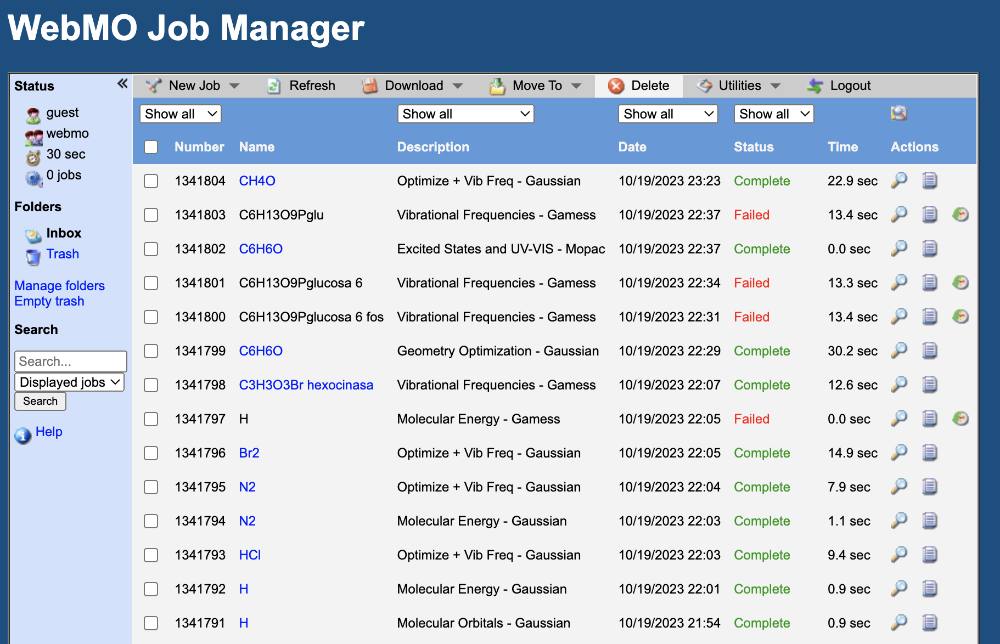 WebMO Job Manager
Status
guest
webmo
30 sec
0 jobs
Folders
Inbox
Trash
Manage folders
Empty trash
Search
Search...
Displayed jobs
Search
Help
New Job Refresh Download Move To Delete Utilities Logout
Show all Show all Show all Show all
Number Name Description Date Status Time Actions
1341804 CH4O Optimize + Vib Freq - Gaussian 10/19/2023 23:23 Complete 22.9 sec
1341803 C6H13O9Pglu Vibrational Frequencies - Gamess 10/19/2023 22:37 Failed 13.4 sec
1341802 C6H6O Excited States and UV-VIS - Mopac 10/19/2023 22:37 Complete 0.0 sec
1341801 C6H13O9Pglucosa 6 Vibrational Frequencies - Gamess 10/19/2023 22:34 Failed 13.3 sec
1341800 C6H13O9Pglucosa 6 fos Vibrational Frequencies - Gamess 10/19/2023 22:31 Failed 13.4 sec
1341799 C6H6O Geometry Optimization - Gaussian 10/19/2023 22:29 Complete 30.2 sec
1341798 C3H3O3Br hexocinasa Vibrational Frequencies - Gamess 10/19/2023 22:07 Complete 12.6 sec
1341797 H Molecular Energy - Gamess 10/19/2023 22:05 Failed 0.0 sec
1341796 Br2 Optimize + Vib Freq - Gaussian 10/19/2023 22:05 Complete 14.9 sec
1341795 N2 Optimize + Vib Freq - Gaussian 10/19/2023 22:04 Complete 7.9 sec
1341794 N2 Molecular Energy - Gaussian 10/19/2023 22:03 Complete 1.1 sec
1341793 HCl Optimize + Vib Freq - Gaussian 10/19/2023 22:03 Complete 9.4 sec
1341792 H Molecular Energy - Gaussian 10/19/2023 22:01 Complete 0.9 sec
1341791 H Molecular Orbitals - Gaussian 10/19/2023 21:54 Complete 0.9 sec